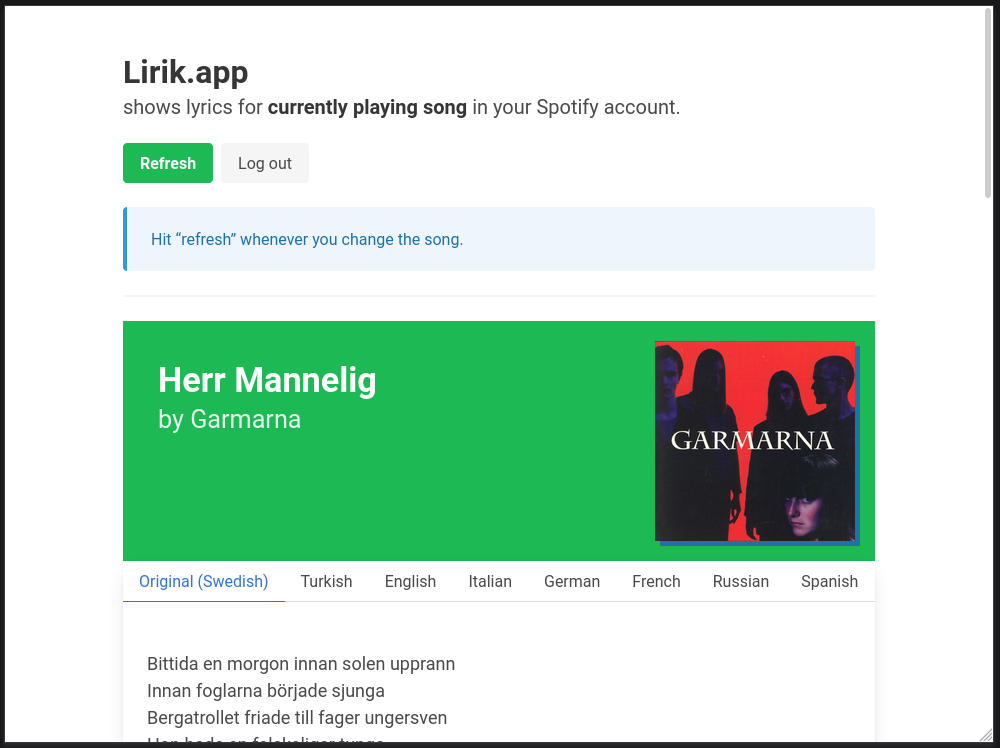 Lirik.app
shows lyrics for currently playing song in your Spotify account.
Refresh
Log out
Hit “refresh” whenever you change the song.
Herr Mannelig
by Garmarna
GARMARNA
Original (Swedish)
Turkish
English
Italian
German
French
Russian
Spanish
Bittida en morgon innan solen upprann
Innan foglarna började sjunga
Bergatrollet friade till fager ungersven